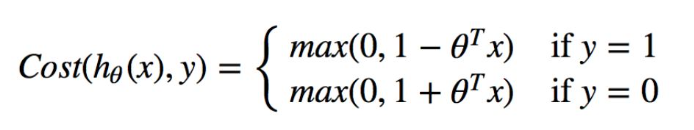 Cost(hθ(x), y) = { max(0, 1 − θᵀx) if y = 1
max(0, 1 + θᵀx) if y = 0